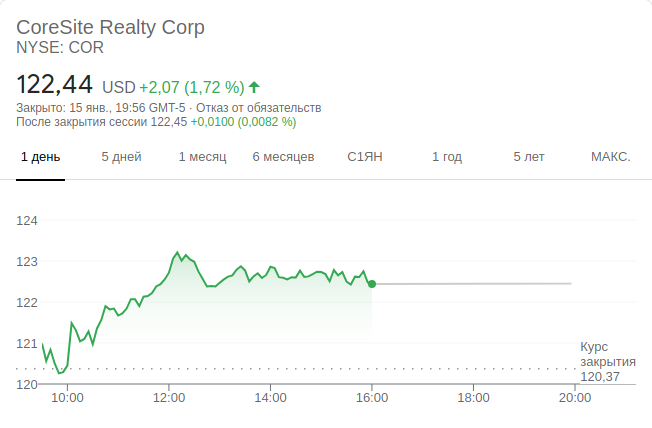 CoreSite Realty Corp
NYSE: COR
122,44 USD +2,07 (1,72 %)
Закрыто: 15 янв., 19:56 GMT-5 · Отказ от обязательств
После закрытия сессии 122,45 +0,0100 (0,0082 %)
1 день 5 дней 1 месяц 6 месяцев С1ЯН 1 год 5 лет МАКС.
124
123
122
121
120
Курс
закрытия
120,37
10:00 12:00 14:00 16:00 18:00 20:00